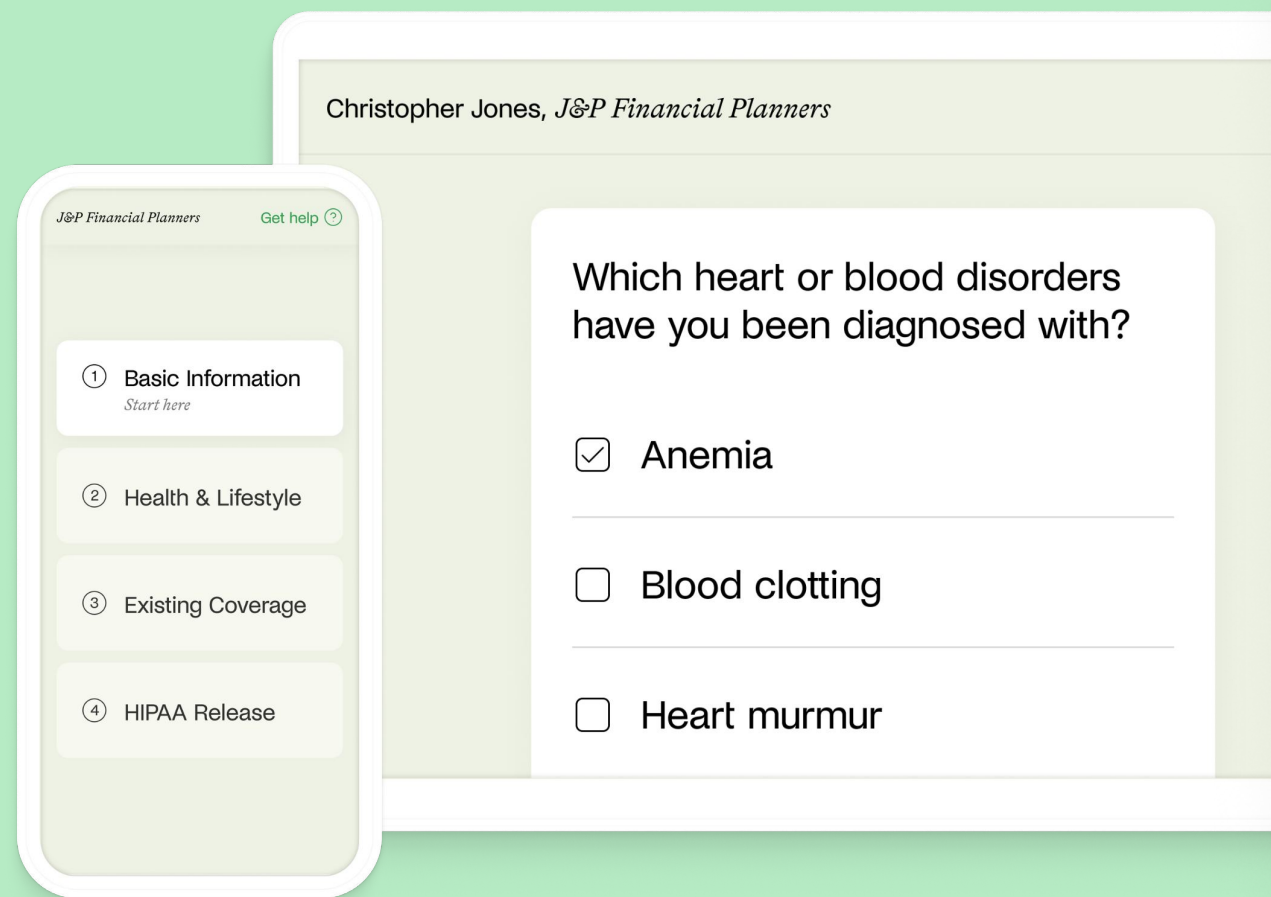 Christopher Jones, J&P Financial Planners
J&P Financial Planners
Get help ?
1 Basic Information
Start here
2 Health & Lifestyle
3 Existing Coverage
4 HIPAA Release
Which heart or blood disorders
have you been diagnosed with?
Anemia
Blood clotting
Heart murmur